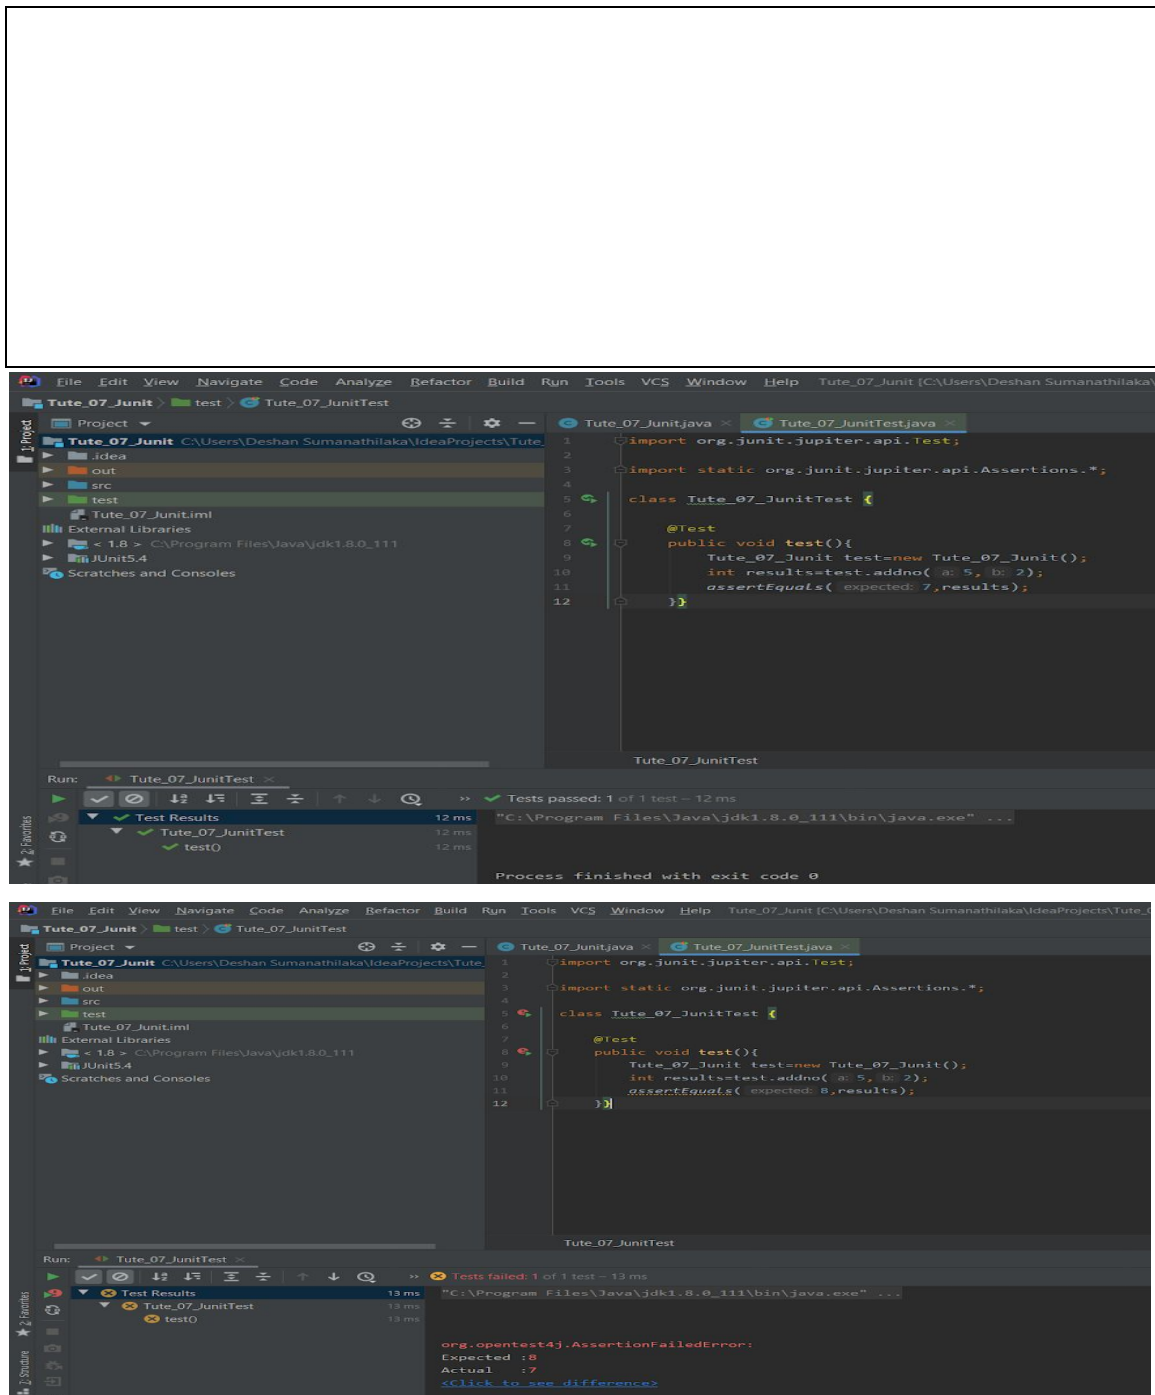 File Edit View Navigate Code Analyze Refactor Build Run Tools VCS Window Help Tute_07_Junit [C:\Users\Deshan Sumanathilaka\
Tute_07_Junit test Tute_07_JunitTest
1: Project
Project
Tute_07_Junit.java Tute_07_JunitTest.java
Tute_07_Junit C:\Users\Deshan Sumanathilaka\IdeaProjects\Tute_
.idea
out
src
test
Tute_07_Junit.iml
External Libraries
< 1.8 > C:\Program Files\Java\jdk1.8.0_111
JUnit5.4
Scratches and Consoles
1 import org.junit.jupiter.api.Test;
2
3 import static org.junit.jupiter.api.Assertions.*;
4
5 class Tute_07_JunitTest {
6
7 @Test
8 public void test(){
9 Tute_07_Junit test=new Tute_07_Junit();
10 int results=test.addno( a: 5, b: 2);
11 assertEquals( expected: 7,results);
12 }}
Tute_07_JunitTest
Run: Tute_07_JunitTest
Tests passed: 1 of 1 test – 12 ms
2: Favorites
Test Results 12 ms
Tute_07_JunitTest 12 ms
test() 12 ms
"C:\Program Files\Java\jdk1.8.0_111\bin\java.exe" ...
Process finished with exit code 0
File Edit View Navigate Code Analyze Refactor Build Run Tools VCS Window Help Tute_07_Junit [C:\Users\Deshan Sumanathilaka\IdeaProjects\Tute_
Tute_07_Junit test Tute_07_JunitTest
1: Project
Project
Tute_07_Junit.java Tute_07_JunitTest.java
Tute_07_Junit C:\Users\Deshan Sumanathilaka\IdeaProjects\Tute_
.idea
out
src
test
Tute_07_Junit.iml
External Libraries
< 1.8 > C:\Program Files\Java\jdk1.8.0_111
JUnit5.4
Scratches and Consoles
1 import org.junit.jupiter.api.Test;
2
3 import static org.junit.jupiter.api.Assertions.*;
4
5 class Tute_07_JunitTest {
6
7 @Test
8 public void test(){
9 Tute_07_Junit test=new Tute_07_Junit();
10 int results=test.addno( a: 5, b: 2);
11 assertEquals( expected: 8,results);
12 }}
Tute_07_JunitTest
Run: Tute_07_JunitTest
Tests failed: 1 of 1 test – 13 ms
2: Favorites
Z: Structure
Test Results 13 ms
Tute_07_JunitTest 13 ms
test() 13 ms
"C:\Program Files\Java\jdk1.8.0_111\bin\java.exe" ...
org.opentest4j.AssertionFailedError:
Expected :8
Actual :7
<Click to see difference>